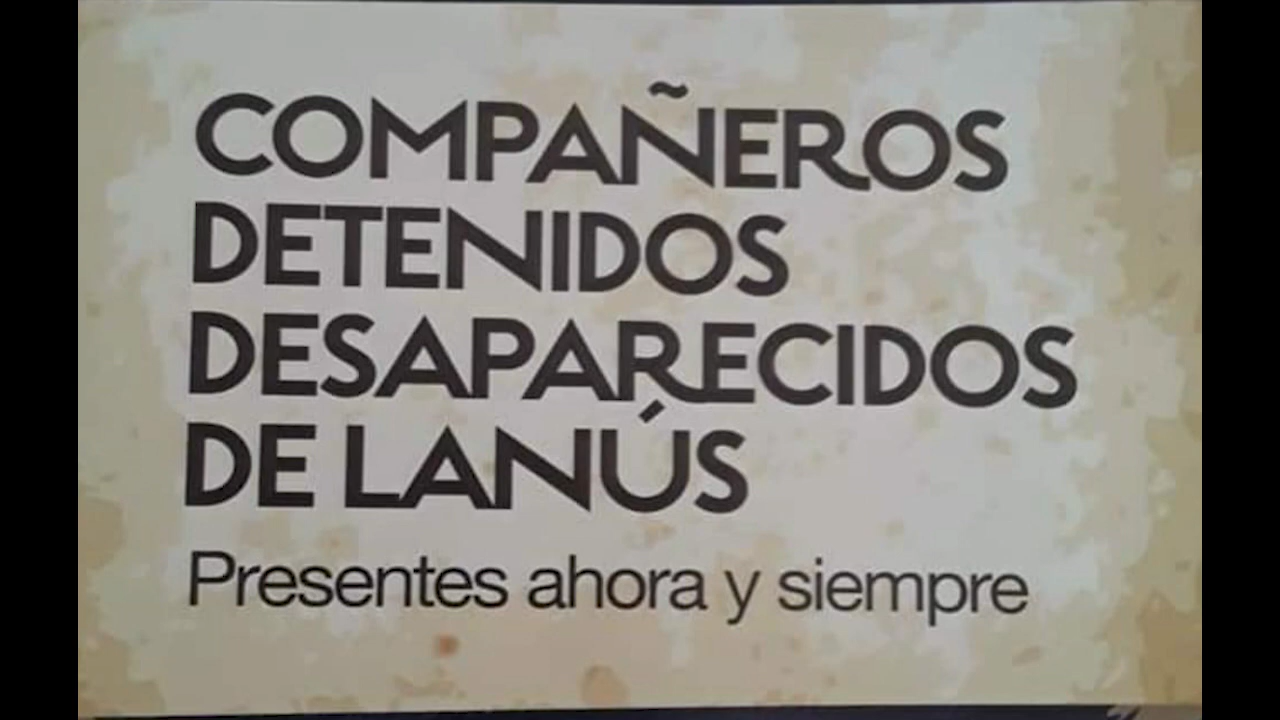 COMPAÑEROS
DETENIDOS
DESAPARECIDOS
DE LANÚS
Presentes ahora y siempre